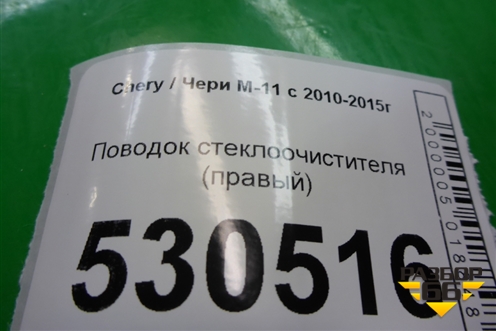 Chery / Чери М-11 с 2010-2015г
Поводок стеклоочистителя
(правый)
530516
РАЗБОР
66